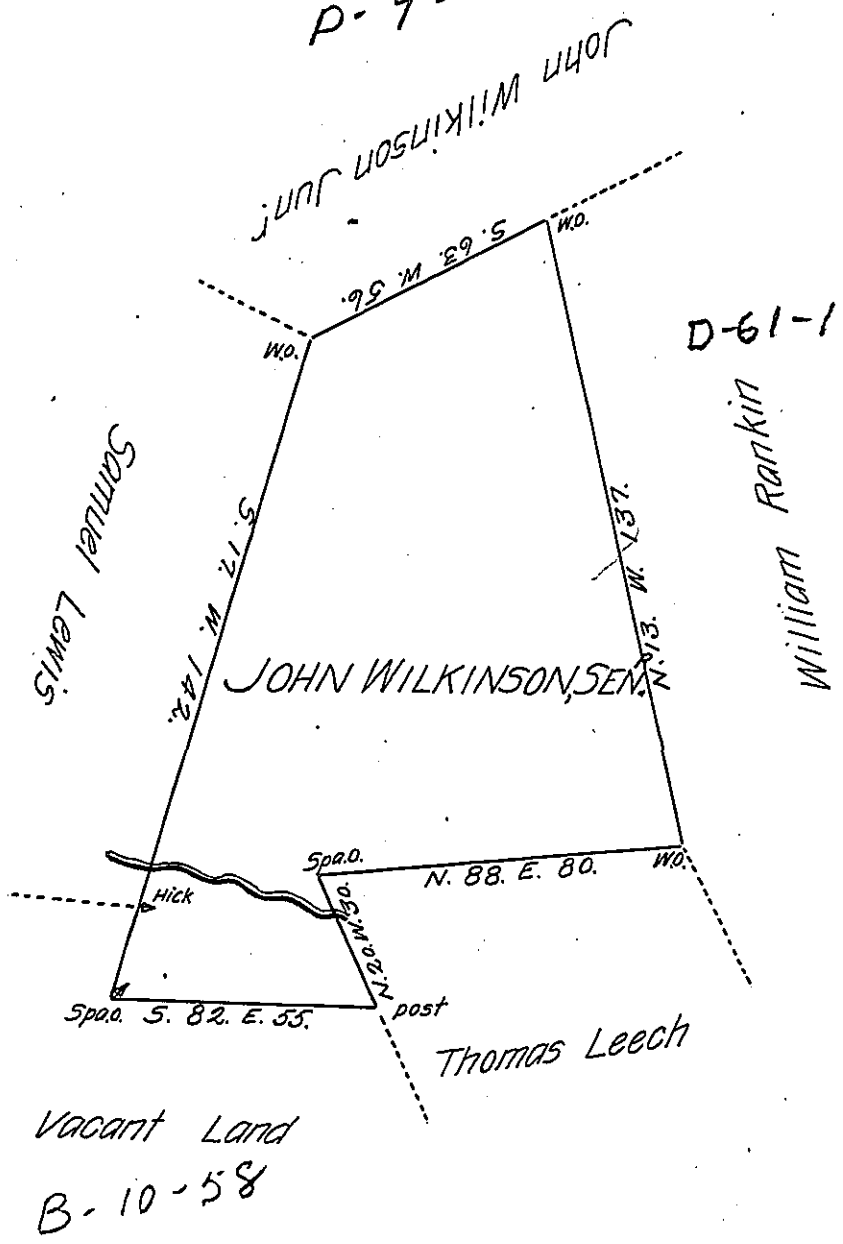 John Wilkinson Jun!
W.O.
S. 63. W. 56.
W.O.
D-61-1
William Rankin
Samuel Lewis
S. 17. W. 142.
N. 13. W. 137.
JOHN WILKINSON, SEN.R
Spa.o.
N. 88. E. 80.
W.O.
Hick
N. 20. W. 30.
Spa.o. S. 82. E. 55.
post
Thomas Leech
Vacant Land
B-10-58